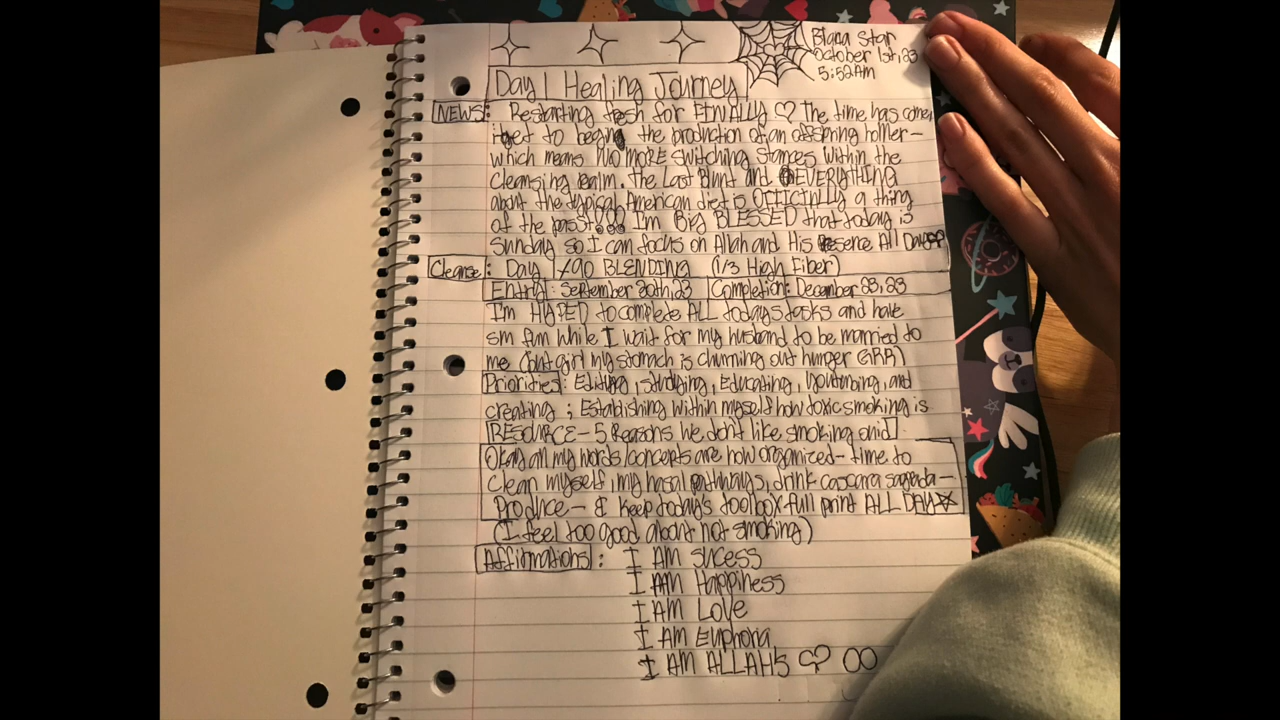 Blana Star
October 1st, 23
5:52AM
Day 1 Healing Journey
NEWS: Restarting fresh for FINALLY ♡ The time has come
to begin the production of an offspring holder-
which means NO MORE switching stances within the
cleansing realm. The Last Blunt and EVERYTHING
about the typical American diet is OFFICIALLY a thing
of the past!!! I'm Big BLESSED that today is
Sunday so I can focus on Allah and His Presence All Day
Cleanse: Day 1/90 BLENDING (1/3 High Fiber)
Entry: September 30th, 23 Completion: December 23, 23
I'm HYPED to complete ALL todays tasks and have
sm fun while I wait for my husband to be married to
me (but girl my stomach is churning out hunger GRR)
Priorities: Editing, studying, Educating, Youtubing, and
creating ; Establishing within myself how toxic smoking is
[RESOURCE- 5 Reasons We don't like smoking ] 
Okay all my words/concepts are now organized- time to
clean myself, my nasal pathways, drink cascara sagrada-
Produce- & keep today's toolbox full print ALL DAY☆
(I feel too good about not smoking)
Affirmations: I AM SUCESS
I AM Happiness
I AM LOVE
I AM Euphoria
I AM ALLAH'S ♡ ∞